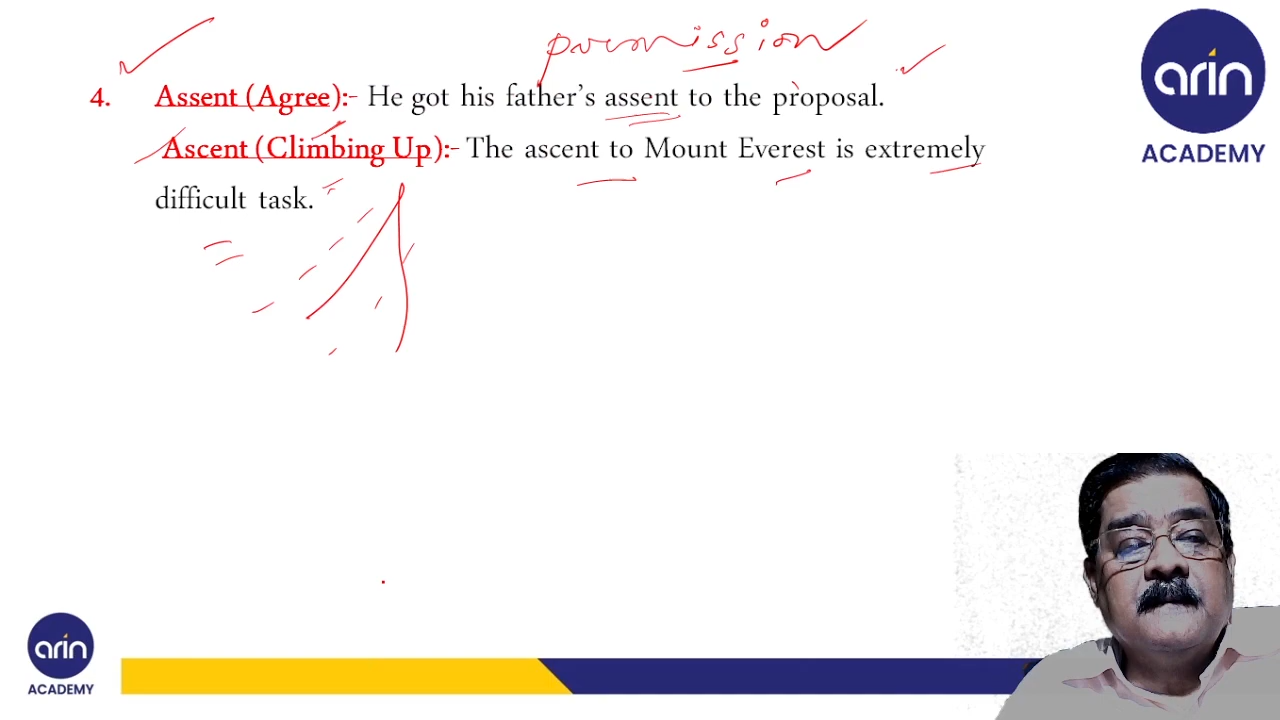 permission
4. Assent (Agree):- He got his father's assent to the proposal.
Ascent (Climbing Up):- The ascent to Mount Everest is extremely
difficult task.
arin
ACADEMY
arin
ACADEMY